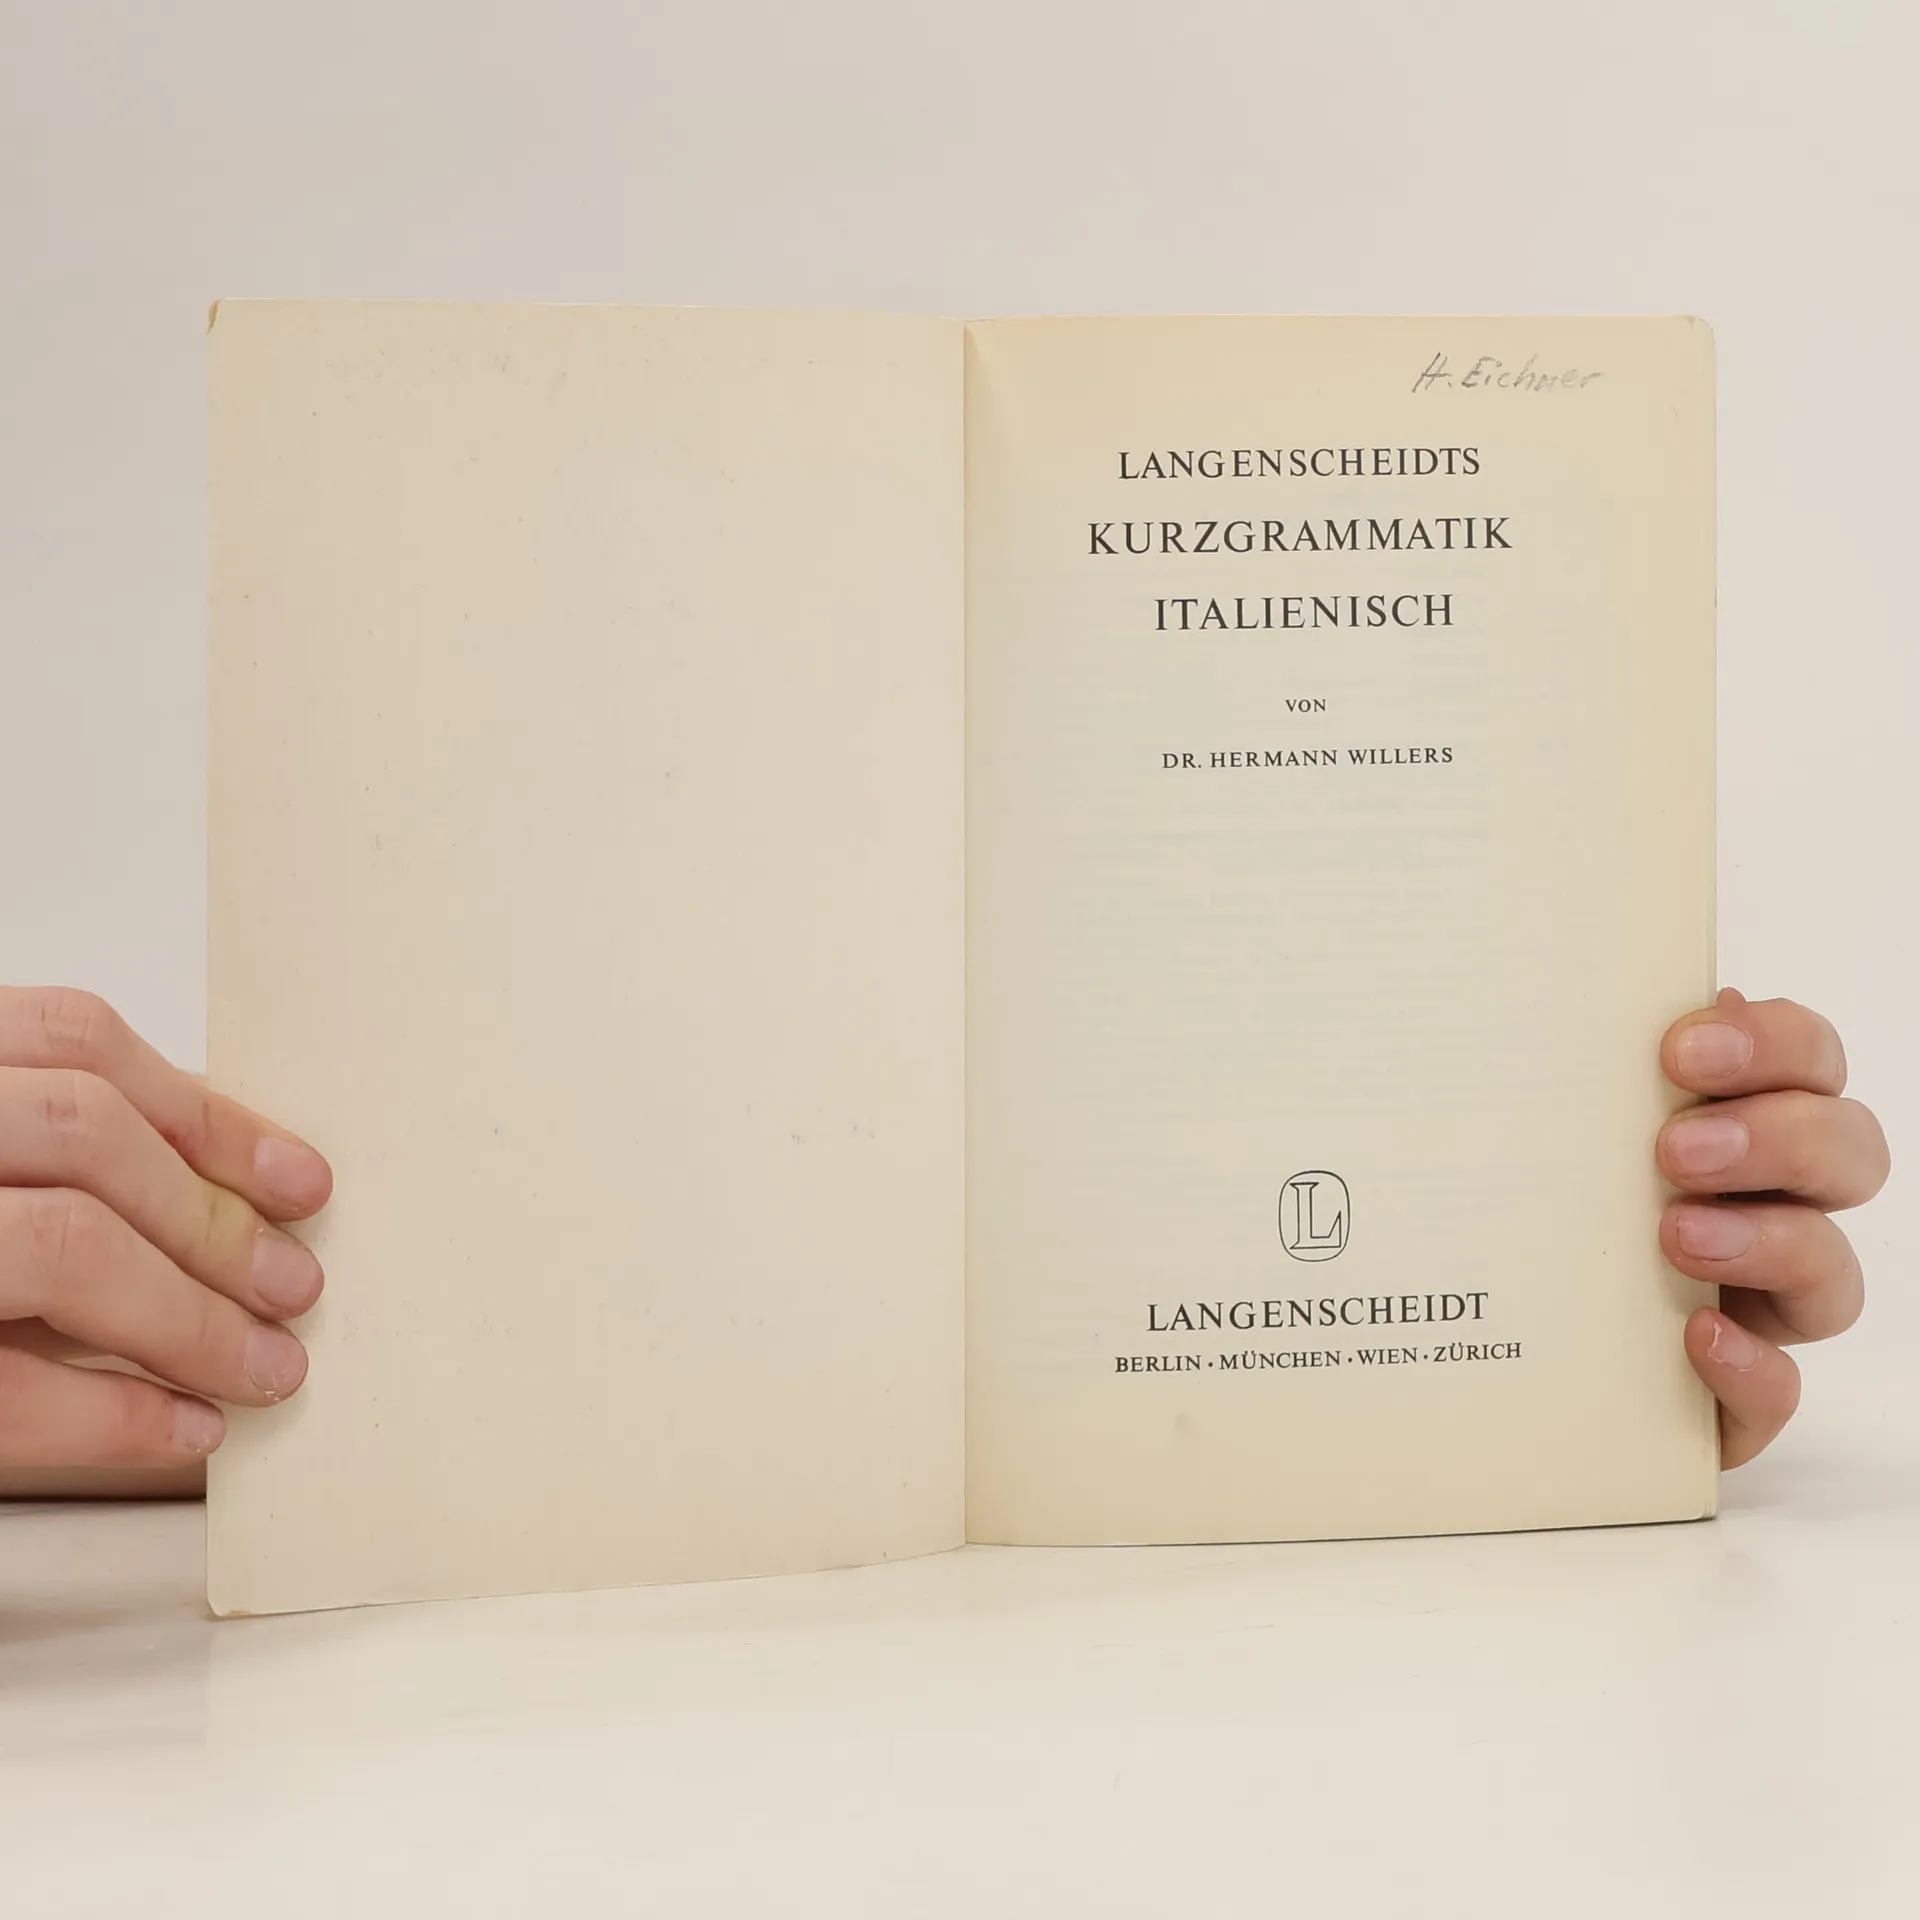 H. Eichner
LANGENSCHEIDTS
KURZGRAMMATIK
ITALIENISCH
VON
DR. HERMANN WILLERS
L
LANGENSCHEIDT
BERLIN · MÜNCHEN · WIEN · ZÜRICH